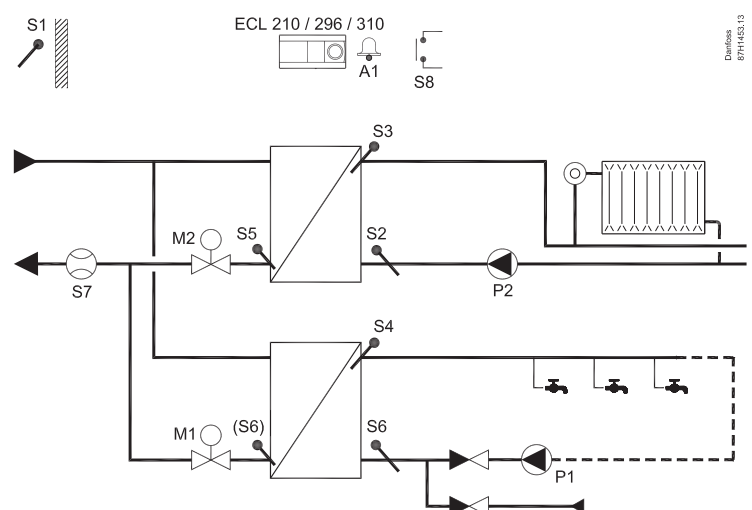 S1
ECL 210 / 296 / 310
A1
S8
Danfoss
87H1453.13
S3
M2
S5
S2
S7
P2
S4
M1
(S6)
S6
P1